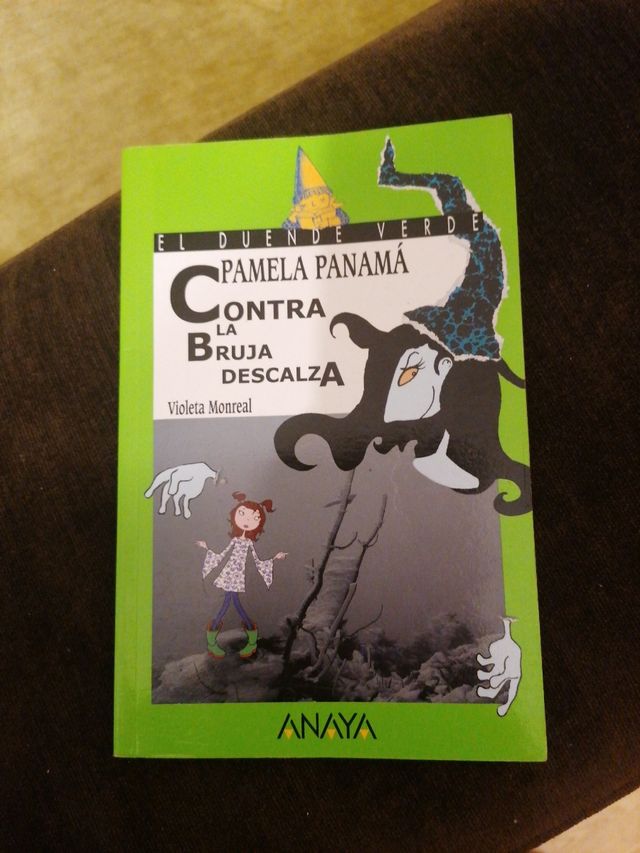 EL DUENDE VERDE
PAMELA PANAMÁ
CONTRA
LA
BRUJA
DESCALZA
Violeta Monreal
ANAYA